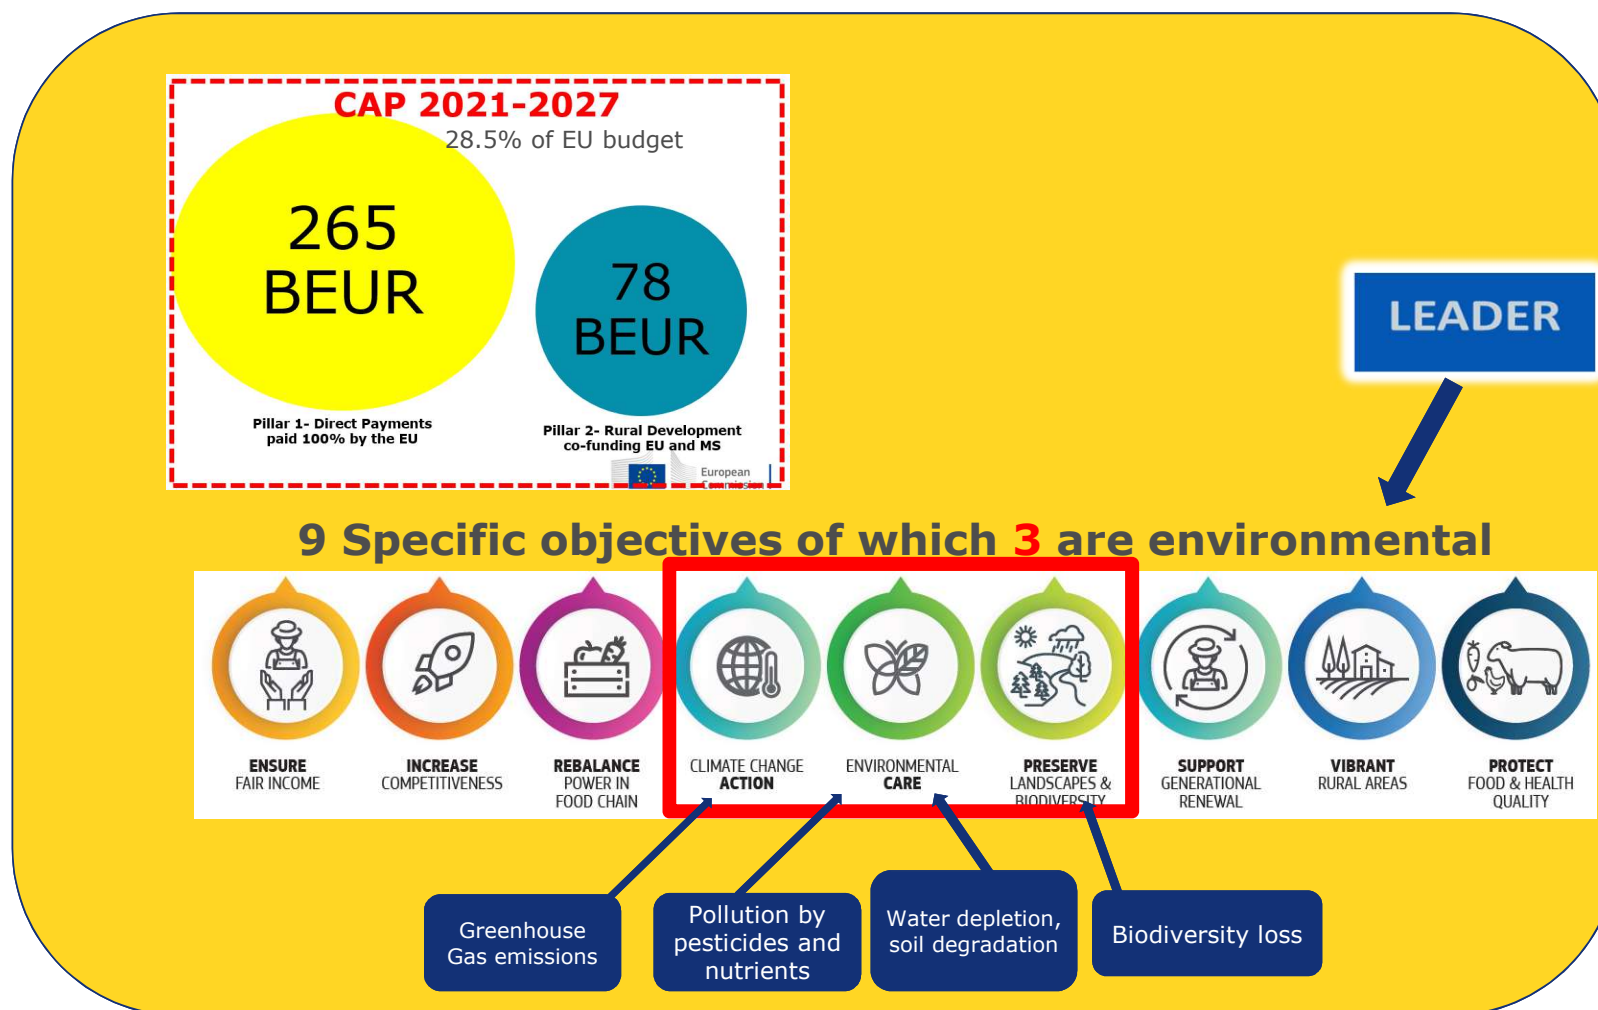 CAP 2021-2027
28.5% of EU budget
265
BEUR
78
BEUR
Pillar 1- Direct Payments
paid 100% by the EU
Pillar 2- Rural Development
co-funding EU and MS
European
Commission
LEADER
9 Specific objectives of which 3 are environmental
ENSURE
FAIR INCOME
INCREASE
COMPETITIVENESS
REBALANCE
POWER IN
FOOD CHAIN
CLIMATE CHANGE
ACTION
ENVIRONMENTAL
CARE
PRESERVE
LANDSCAPES &
BIODIVERSITY
SUPPORT
GENERATIONAL
RENEWAL
VIBRANT
RURAL AREAS
PROTECT
FOOD & HEALTH
QUALITY
Greenhouse
Gas emissions
Pollution by
pesticides and
nutrients
Water depletion,
soil degradation
Biodiversity loss